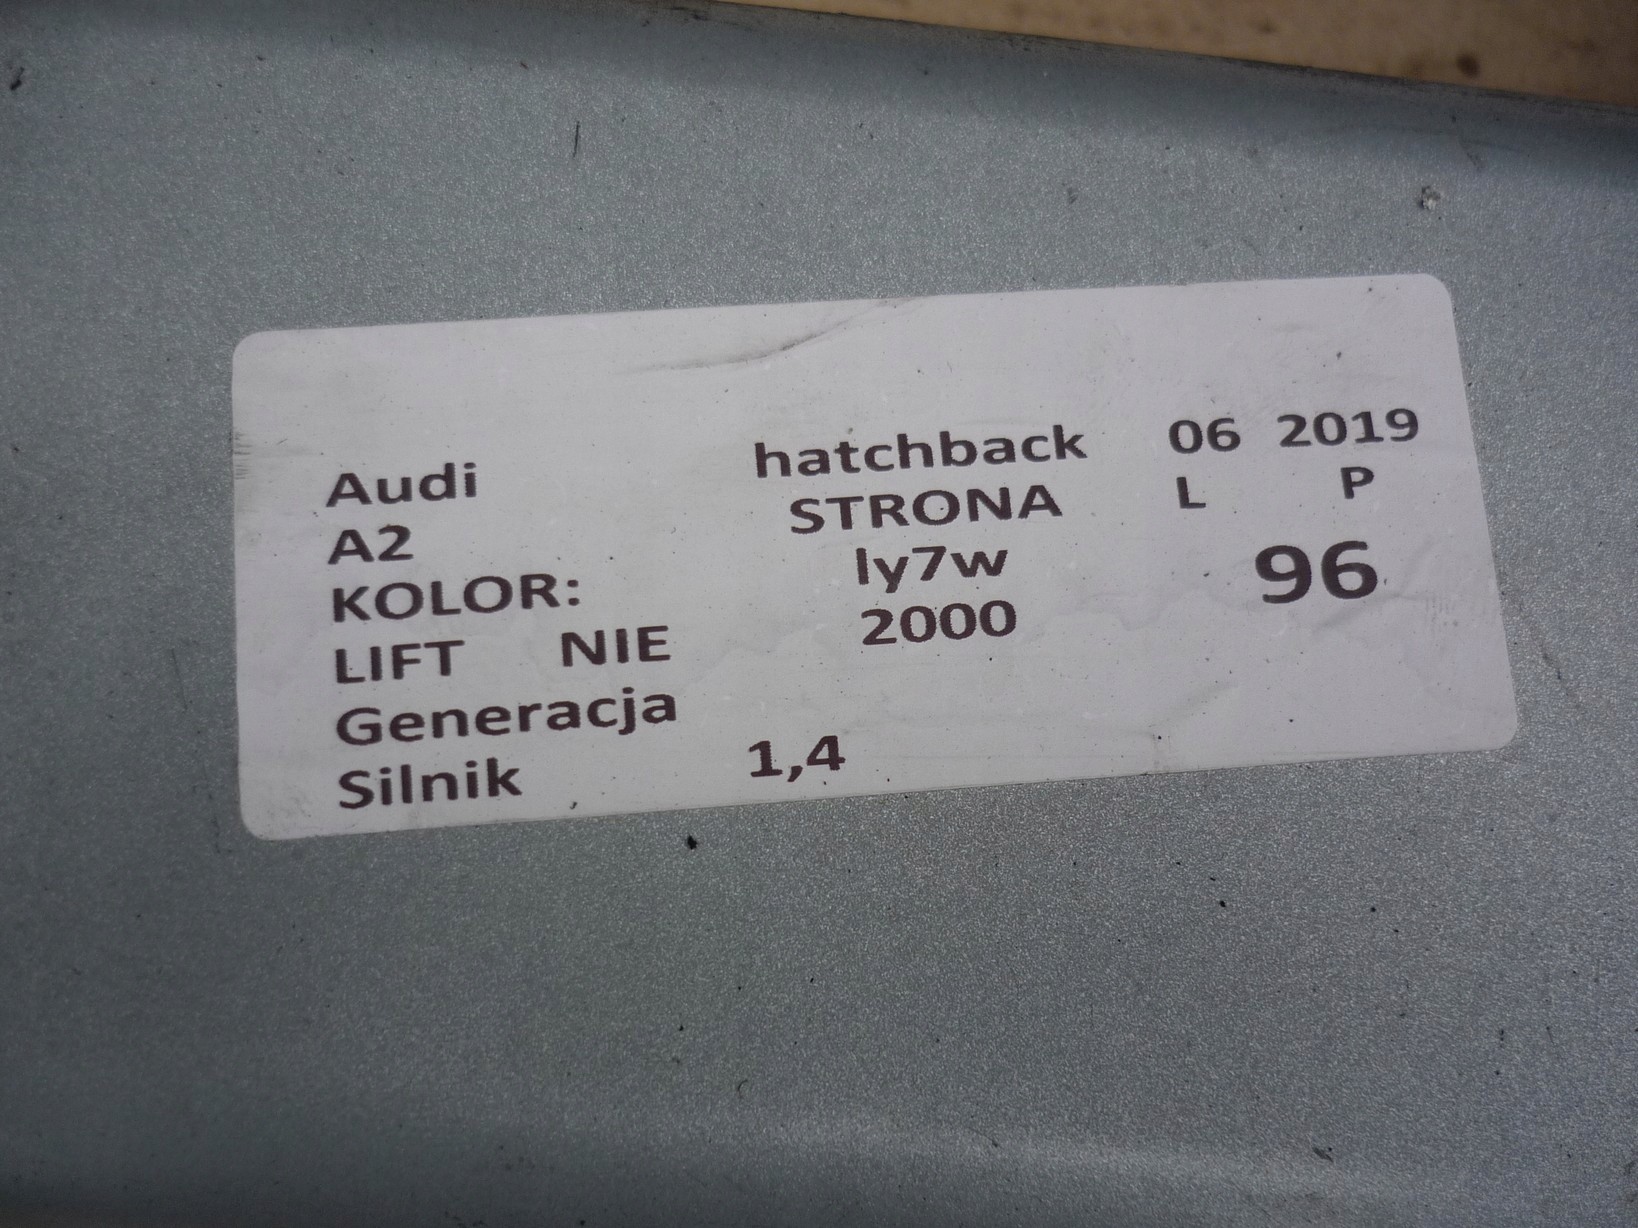 Audi hatchback 06 2019
A2 STRONA L P
KOLOR: ly7w 96
LIFT NIE 2000
Generacja
Silnik 1,4